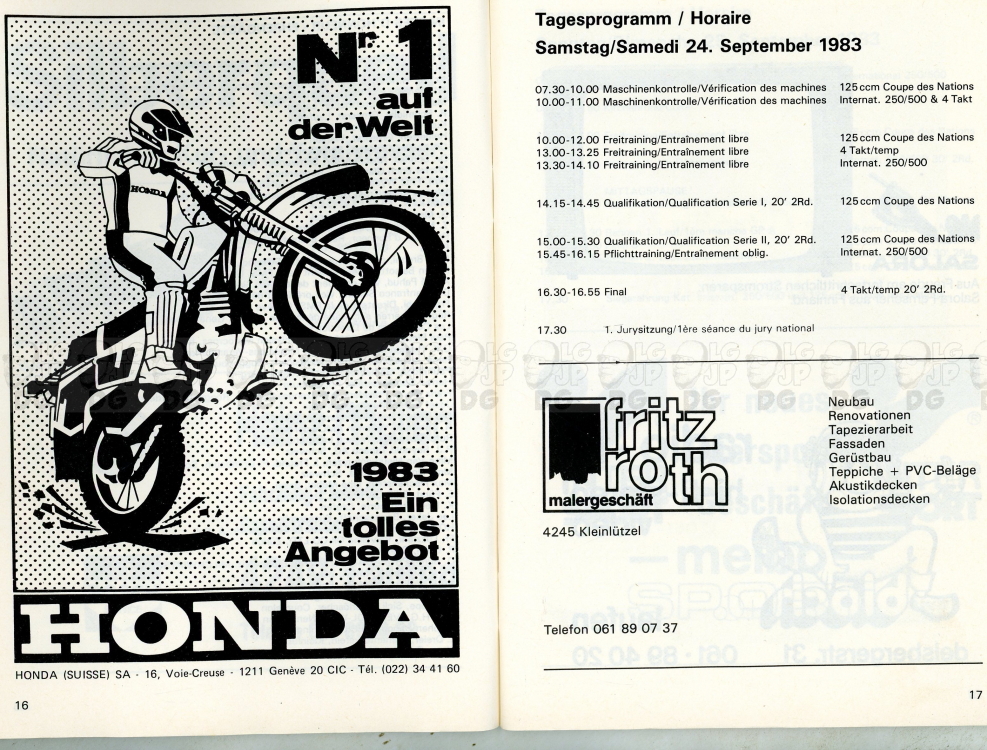 Nr. 1
auf
der Welt
HONDA
1983
Ein
tolles
Angebot
HONDA
HONDA (SUISSE) SA - 16, Voie-Creuse - 1211 Genève 20 CIC - Tél. (022) 34 41 60
16
Tagesprogramm / Horaire
Samstag/Samedi 24. September 1983
07.30-10.00 Maschinenkontrolle/Vérification des machines 125 ccm Coupe des Nations
10.00-11.00 Maschinenkontrolle/Vérification des machines Internat. 250/500 & 4 Takt
10.00-12.00 Freitraining/Entraînement libre 125 ccm Coupe des Nations
13.00-13.25 Freitraining/Entraînement libre 4 Takt/temp
13.30-14.10 Freitraining/Entraînement libre Internat. 250/500
14.15-14.45 Qualifikation/Qualification Serie I, 20' 2Rd. 125 ccm Coupe des Nations
15.00-15.30 Qualifikation/Qualification Serie II, 20' 2Rd. 125 ccm Coupe des Nations
15.45-16.15 Pflichttraining/Entraînement oblig. Internat. 250/500
16.30-16.55 Final 4 Takt/temp 20' 2Rd.
17.30 1. Jurysitzung/1ère séance du jury national
fritz
roth
malergeschäft
4245 Kleinlützel
Neubau
Renovationen
Tapezierarbeit
Fassaden
Gerüstbau
Teppiche + PVC-Beläge
Akustikdecken
Isolationsdecken
Telefon 061 89 07 37
17